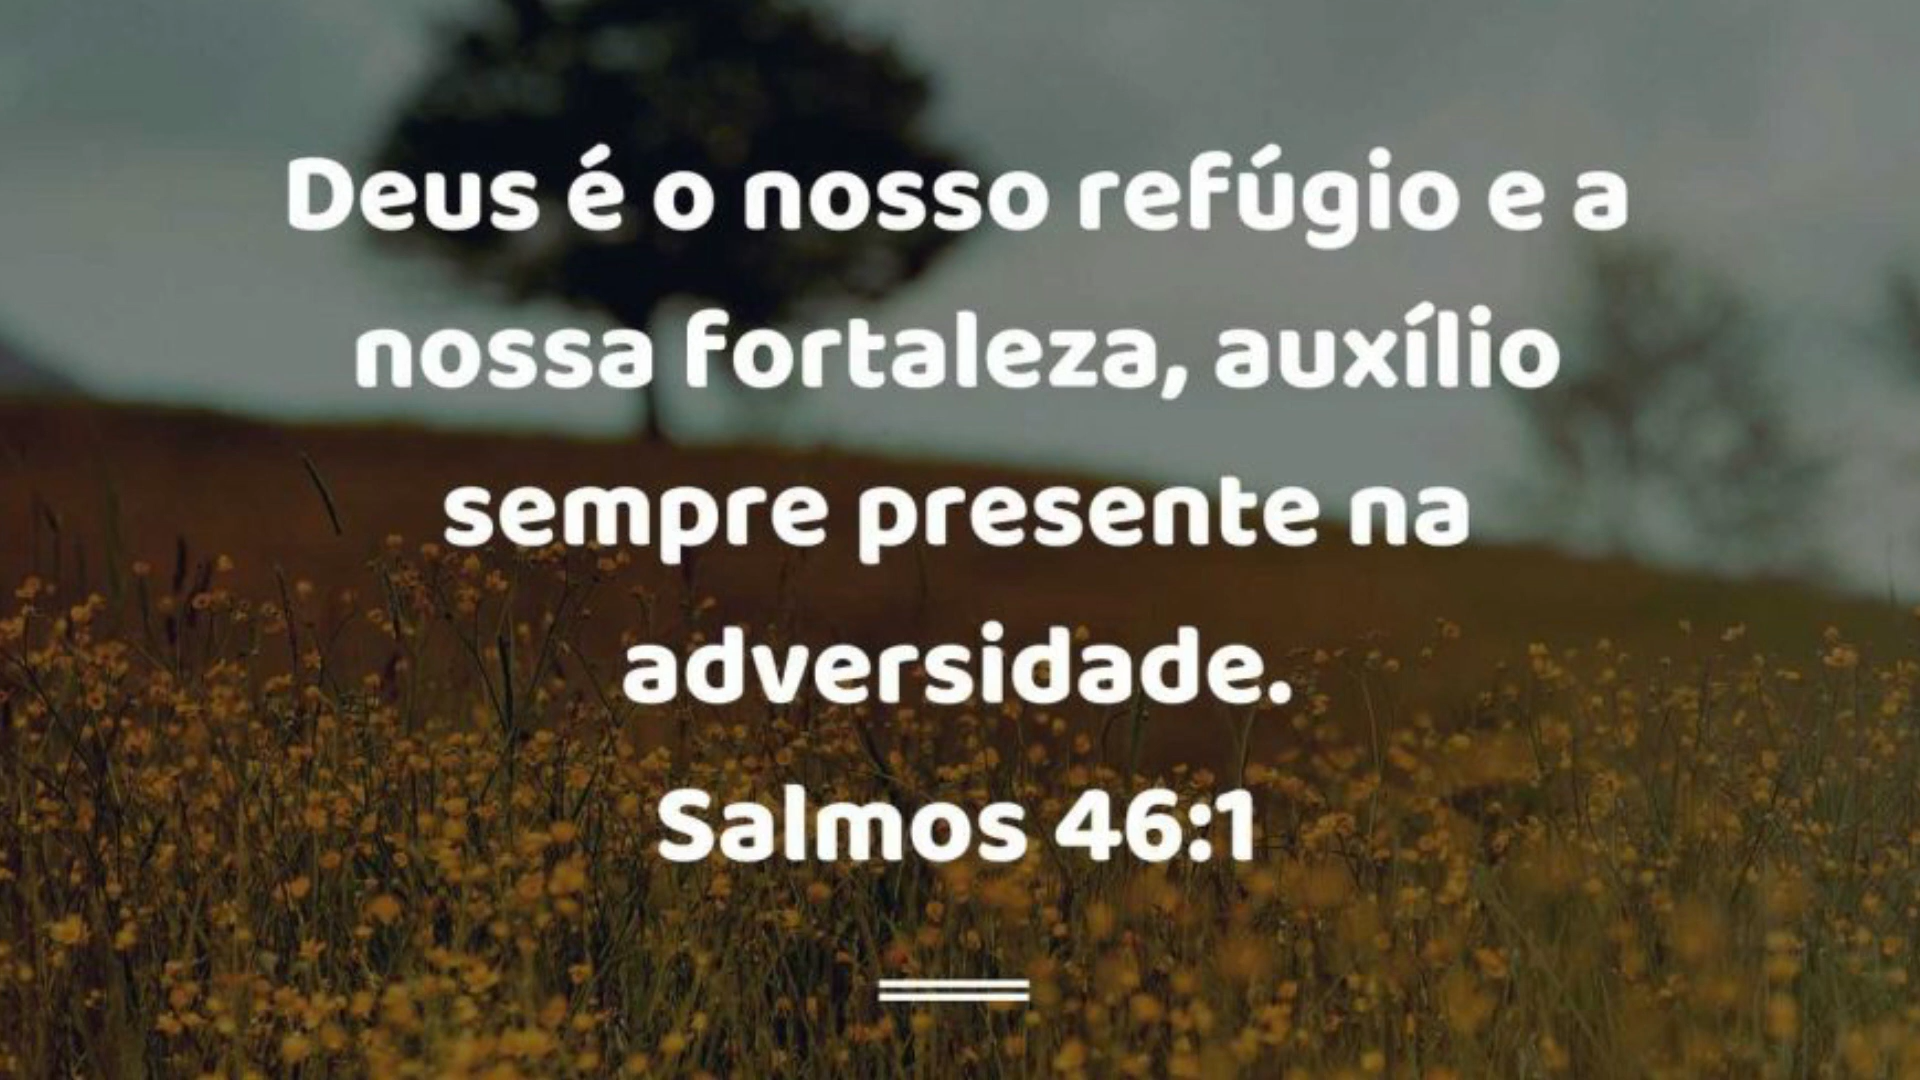 Deus é o nosso refúgio e a
nossa fortaleza, auxílio
sempre presente na
adversidade.
Salmos 46:1